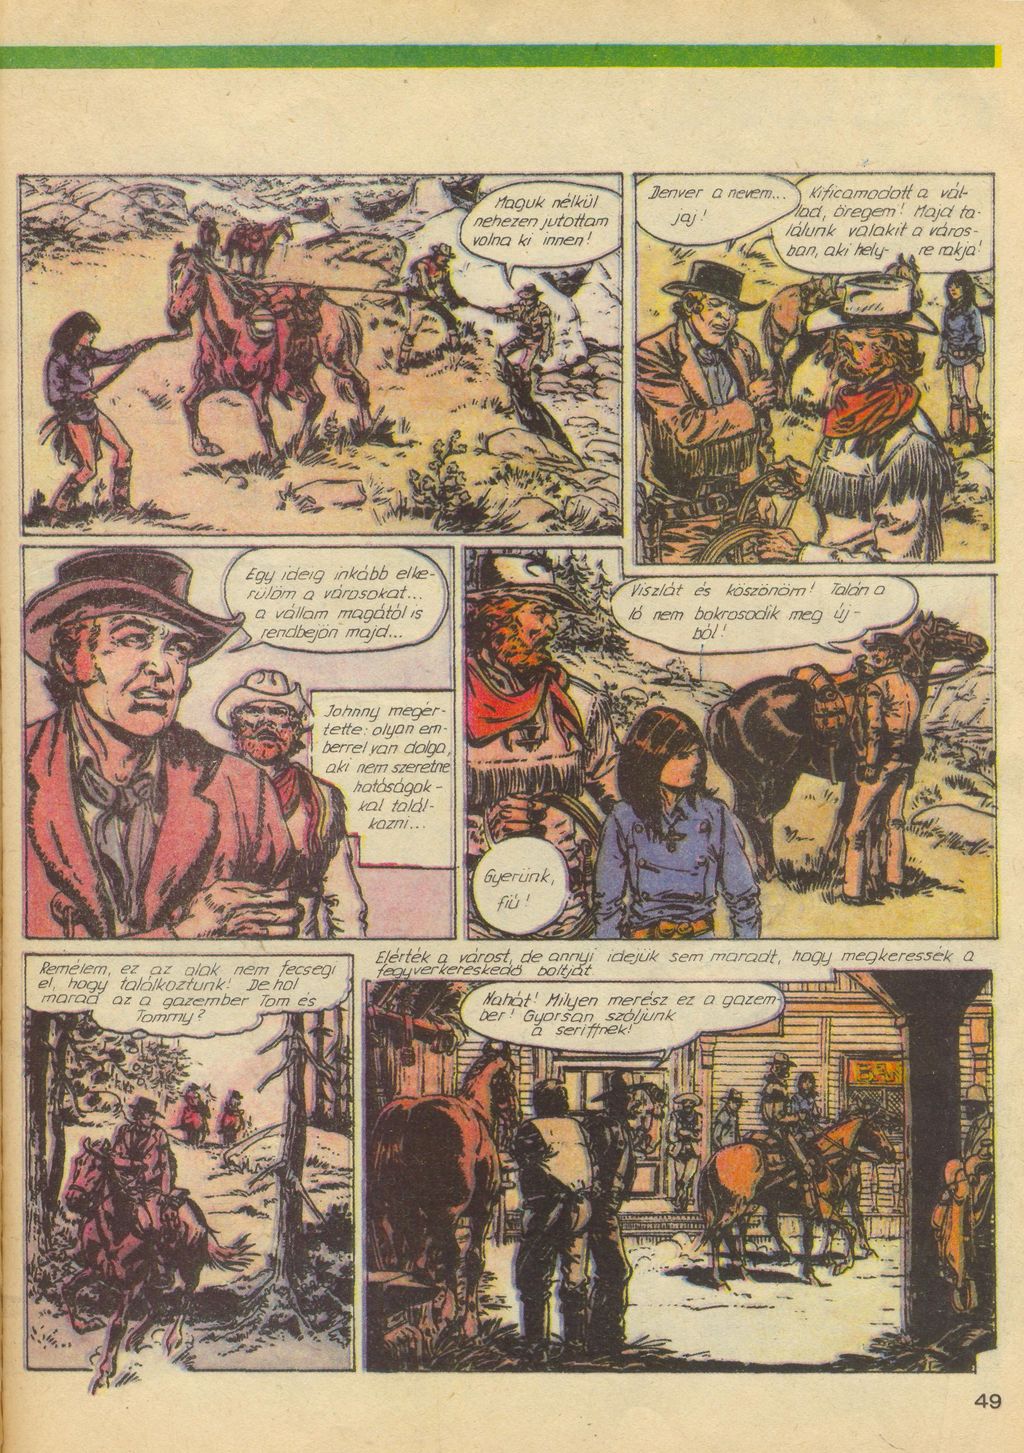 Maguk nélkül
nehezen jutottam
volna ki innen!
Denver a nevem...
jaj!
Kificamodott a vál-
lad, öregem! Majd ta-
lálunk valakit a város-
ban, aki hely- re rakja!
Egy ideig inkább elke-
rülöm a városokat...
a vállam magától is
rendbejön majd...
Johnny megér-
tette: olyan em-
berrel van dolga,
aki nem szeretne
hatóságok-
kal talál-
kozni...
Viszlát és köszönöm! Talán a
ló nem bokrosodik meg új-
ból!
Gyerünk,
fiú!
Remélem, ez az alak nem fecsegi
el, hogy találkoztunk! De hol
marad az a gazember Tom és
Tommy?
Elérték a várost, de annyi idejük sem maradt, hogy megkeressék a
fegyverkereskedő boltját
Nahát! Milyen merész ez a gazem-
ber! Gyorsan szóljunk
a seriffnek!
49